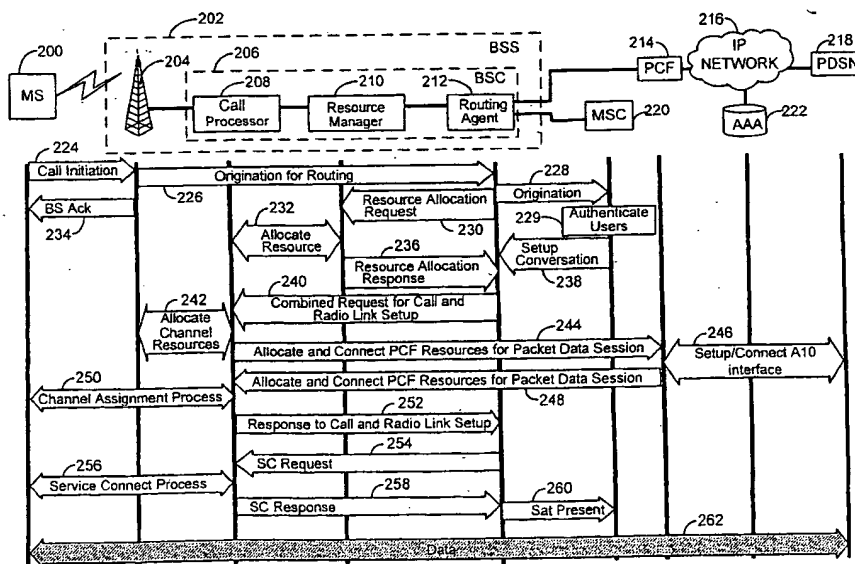 202
200
204
206
BSS
BSC
208
210
212
214
216
218
MS
Call
Processor
Resource
Manager
Routing
Agent
PCF
IP
NETWORK
PDSN
MSC
220
AAA
222
224
Call Initiation
226
Origination for Routing
228
Origination
BS Ack
234
232
Allocate
Resource
Resource Allocation
Request
230
229
Authenticate
Users
236
Resource Allocation
Response
Setup
Conversation
238
240
Combined Request for Call and
Radio Link Setup
242
Allocate
Channel
Resources
244
Allocate and Connect PCF Resources for Packet Data Session
246
Setup/Connect A10
interface
250
Channel Assignment Process
Allocate and Connect PCF Resources for Packet Data Session
248
252
Response to Call and Radio Link Setup
254
SC Request
256
Service Connect Process
258
SC Response
260
Sat Present
262
Data